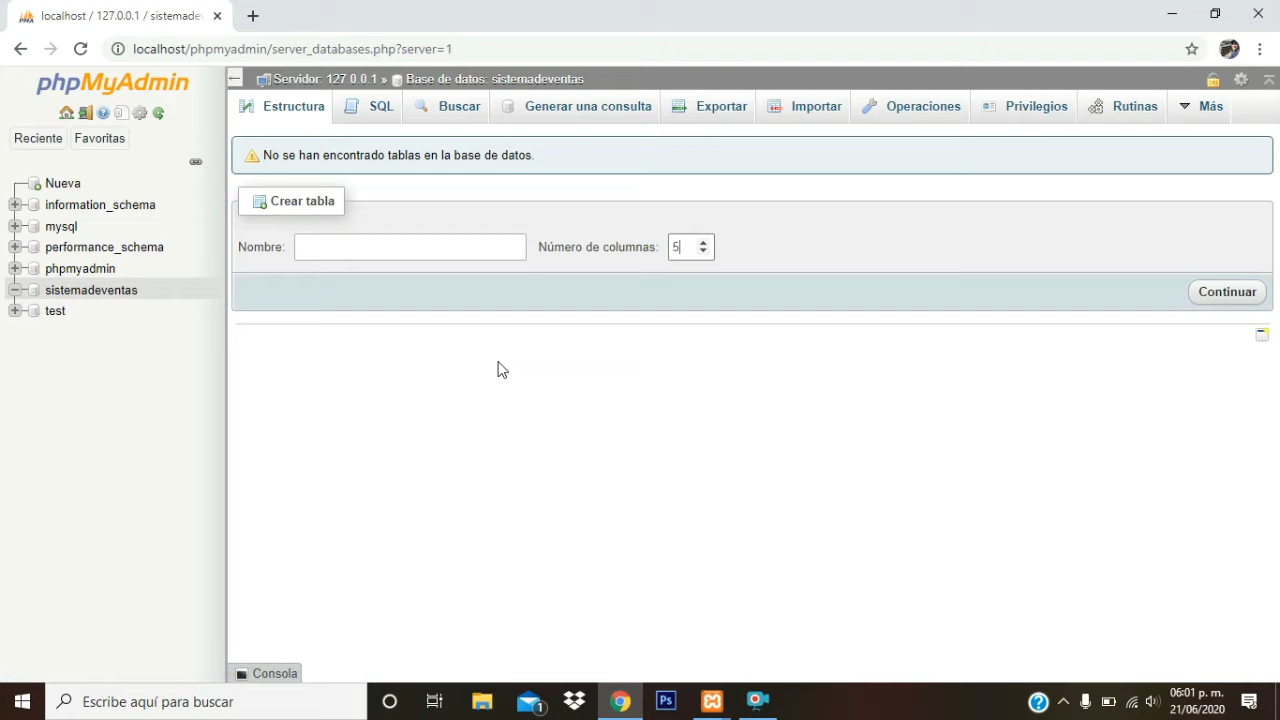 localhost / 127.0.0.1 / sistemade
localhost/phpmyadmin/server_databases.php?server=1
phpMyAdmin
Servidor: 127.0.0.1 » Base de datos: sistemadeventas
Estructura SQL Buscar Generar una consulta Exportar Importar Operaciones Privilegios Rutinas Más
Reciente Favoritas
Nueva
information_schema
mysql
performance_schema
phpmyadmin
sistemadeventas
test
No se han encontrado tablas en la base de datos.
Crear tabla
Nombre: Número de columnas: 5
Continuar
Consola
Escribe aquí para buscar
1
Ps
06:01 p. m.
21/06/2020